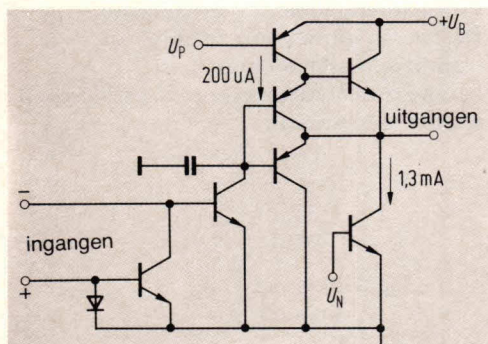 +U_B
U_P
200 uA
uitgangen
1,3 mA
−
ingangen
+
U_N